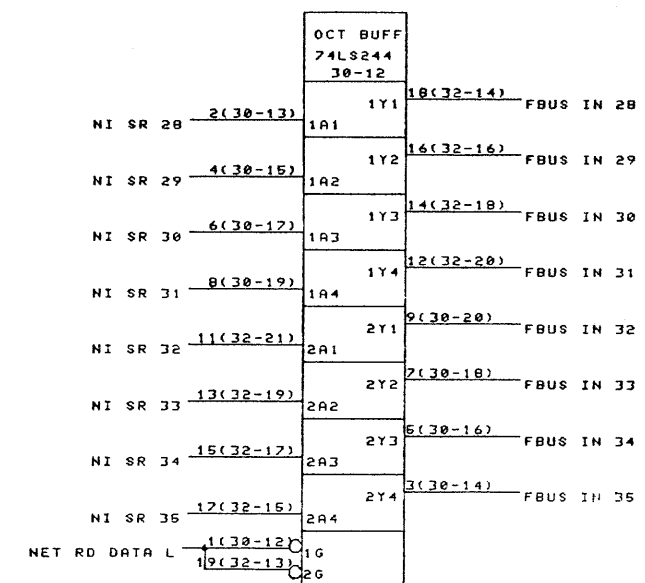 OCT BUFF
74LS244
30-12
1Y1 18(32-14) FBUS IN 28
NI SR 28 2(30-13) 1A1
1Y2 16(32-16) FBUS IN 29
NI SR 29 4(30-15) 1A2
1Y3 14(32-18) FBUS IN 30
NI SR 30 6(30-17) 1A3
1Y4 12(32-20) FBUS IN 31
NI SR 31 8(30-19) 1A4
2Y1 9(30-20) FBUS IN 32
NI SR 32 11(32-21) 2A1
2Y2 7(30-18) FBUS IN 33
NI SR 33 13(32-19) 2A2
2Y3 5(30-16) FBUS IN 34
NI SR 34 15(32-17) 2A3
2Y4 3(30-14) FBUS IN 35
NI SR 35 17(32-15) 2A4
NET RD DATA L 1(30-12) 1G
19(32-13) 2G